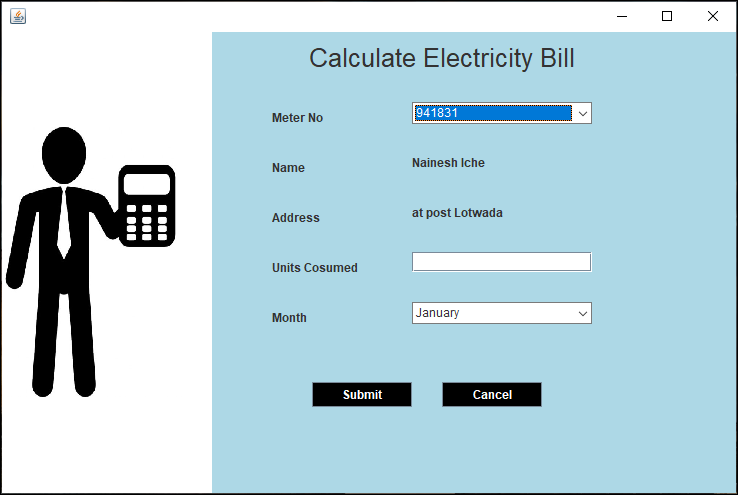 Calculate Electricity Bill
Meter No 941831
Name Nainesh Iche
Address at post Lotwada
Units Cosumed
Month January
Submit Cancel